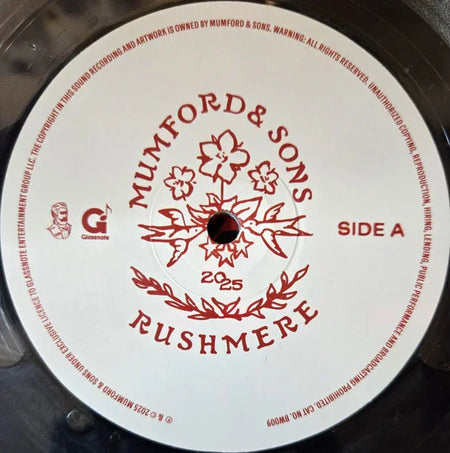 MUMFORD & SONS
2025
RUSHMERE
SIDE A
G
Glassnote
℗ & © 2025 MUMFORD & SONS UNDER EXCLUSIVE LICENCE TO GLASSNOTE ENTERTAINMENT GROUP LLC. THE COPYRIGHT IN THIS SOUND RECORDING AND ARTWORK IS OWNED BY MUMFORD & SONS. WARNING: ALL RIGHTS RESERVED. UNAUTHORIZED COPYING, REPRODUCTION, HIRING, LENDING, PUBLIC PERFORMANCE AND BROADCASTING PROHIBITED. CAT NO. BW009